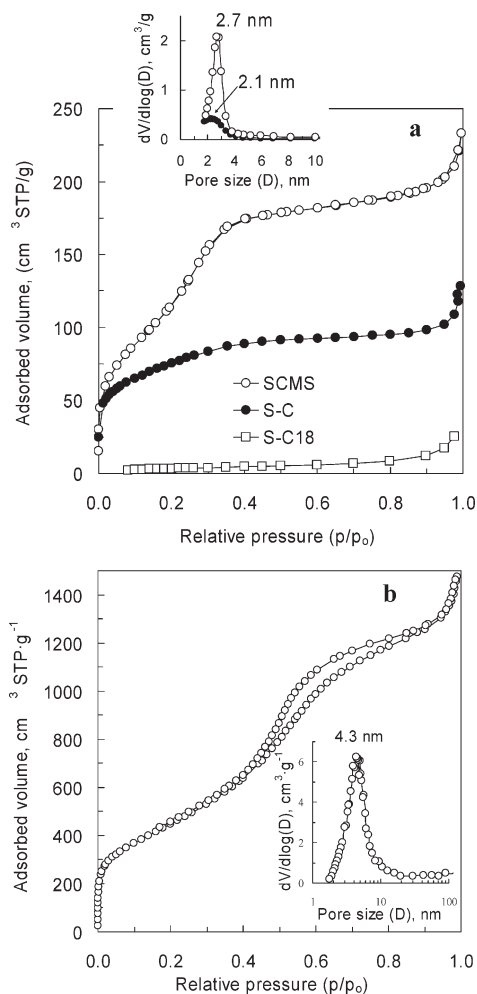 2.7 nm
2.1 nm
dV/dlog(D), cm³/g
2
1
0
0 2 4 6 8 10
Pore size (D), nm
a
250
200
150
100
50
0
Adsorbed volume, (cm ³ STP/g)
SCMS
S-C
S-C18
0.0 0.2 0.4 0.6 0.8 1.0
Relative pressure (p/pₒ)
b
1400
1200
1000
800
600
400
200
0
Adsorbed volume, cm ³ STP·g⁻¹
4.3 nm
dV/dlog(D), cm³·g⁻¹
6
4
2
0
1 10 100
Pore size (D), nm
0.0 0.2 0.4 0.6 0.8 1.0
Relative pressure (p/pₒ)